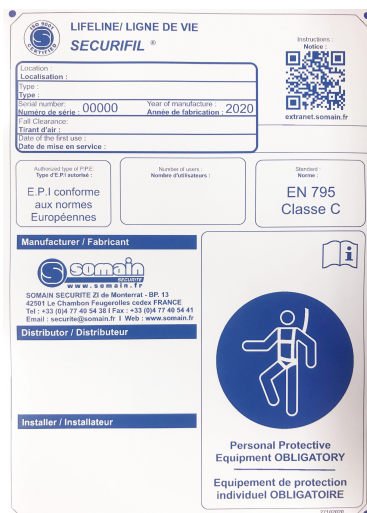 ISO 9001
CERTIFIED
LIFELINE/ LIGNE DE VIE
SECURIFIL ®
Instructions :
Notice :
extranet.somain.fr
Location :
Localisation :
Type :
Type :
Serial number:
Numéro de série : 00000
Year of manufacture :
Année de fabrication : 2020
Fall Clearance:
Tirant d'air :
Date of the first use :
Date de mise en service :
Authorized type of P.P.E:
Type d'E.P.I autorisé :
E.P.I conforme
aux normes
Européennes
Number of users :
Nombre d'utilisateurs :
Standard :
Norme :
EN 795
Classe C
Manufacturer / Fabricant
somain
SECURITE
www.somain.fr
SOMAIN SECURITE ZI de Monterrat - BP. 13
42501 Le Chambon Feugerolles cedex FRANCE
Tel : +33 (0)4 77 40 54 38 I Fax : +33 (0)4 77 40 54 41
Email : securite@somain.fr I Web : www.somain.fr
Distributor / Distributeur
Installer / Installateur
i
Personal Protective
Equipment OBLIGATORY
Equipement de protection
individuel OBLIGATOIRE
27102020